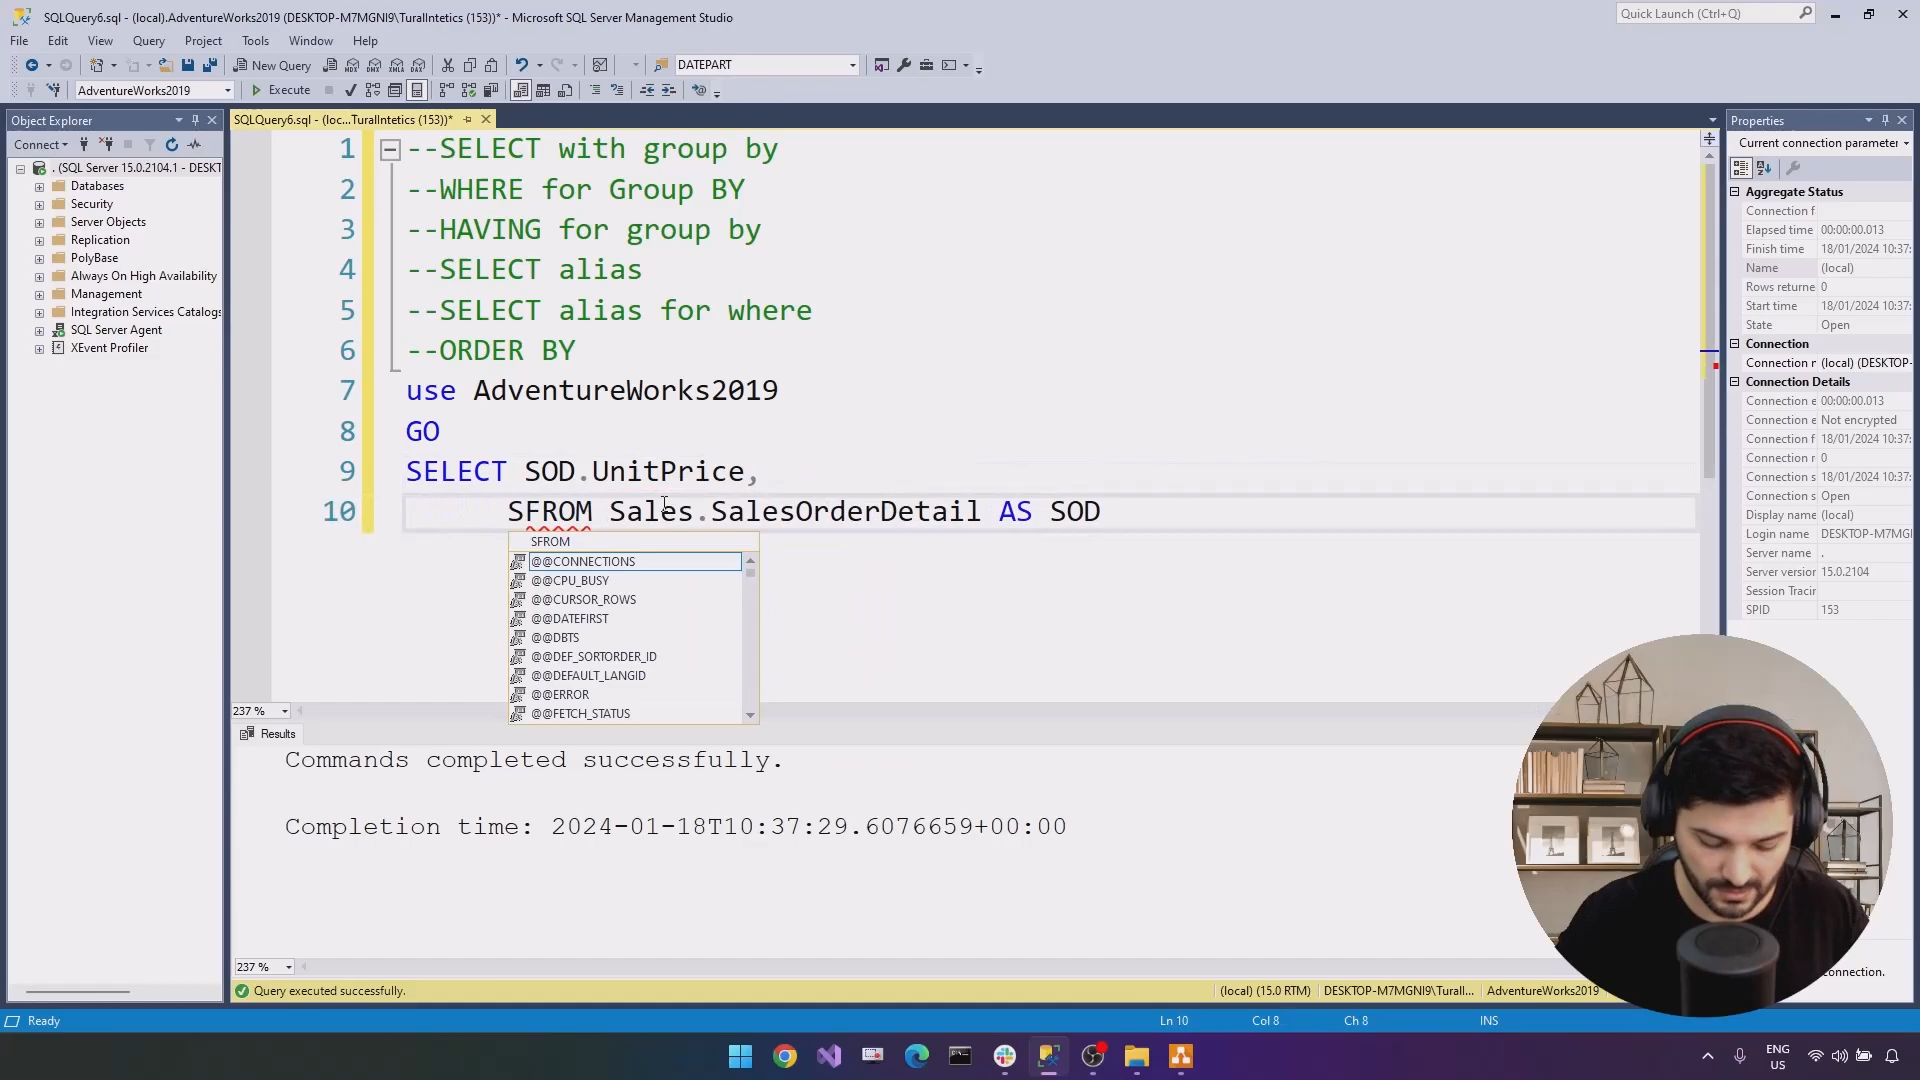 SQLQuery6.sql - (local).AdventureWorks2019 (DESKTOP-M7MGNI9\TuralIntetics (153))* - Microsoft SQL Server Management Studio
Quick Launch (Ctrl+Q)
File Edit View Query Project Tools Window Help
New Query MDX DMX XMLA DAX DATEPART
AdventureWorks2019 Execute
Object Explorer
SQLQuery6.sql - (loc...TuralIntetics (153))*
Properties
Connect
Current connection parameter
. (SQL Server 15.0.2104.1 - DESKT
Databases
Security
Server Objects
Replication
PolyBase
Always On High Availability
Management
Integration Services Catalogs
SQL Server Agent
XEvent Profiler
1 --SELECT with group by
2 --WHERE for Group BY
3 --HAVING for group by
4 --SELECT alias
5 --SELECT alias for where
6 --ORDER BY
7 use AdventureWorks2019
8 GO
9 SELECT SOD.UnitPrice,
10 SFROM Sales.SalesOrderDetail AS SOD
SFROM
@@CONNECTIONS
@@CPU_BUSY
@@CURSOR_ROWS
@@DATEFIRST
@@DBTS
@@DEF_SORTORDER_ID
@@DEFAULT_LANGID
@@ERROR
@@FETCH_STATUS
237 %
Results
Commands completed successfully.
Completion time: 2024-01-18T10:37:29.6076659+00:00
237 %
Query executed successfully.
(local) (15.0 RTM) DESKTOP-M7MGNI9\Turall... AdventureWorks2019
Aggregate Status
Connection f
Elapsed time 00:00:00.013
Finish time 18/01/2024 10:37:
Name (local)
Rows returne 0
Start time 18/01/2024 10:37:
State Open
Connection
Connection r (local) (DESKTOP-
Connection Details
Connection e 00:00:00.013
Connection e Not encrypted
Connection f 18/01/2024 10:37:
Connection r 0
Connection s 18/01/2024 10:37:
Connection s Open
Display name (local)
Login name DESKTOP-M7MGI
Server name .
Server version 15.0.2104
Session Tracin
SPID 153
connection.
Ready Ln 10 Col 8 Ch 8 INS
ENG
US